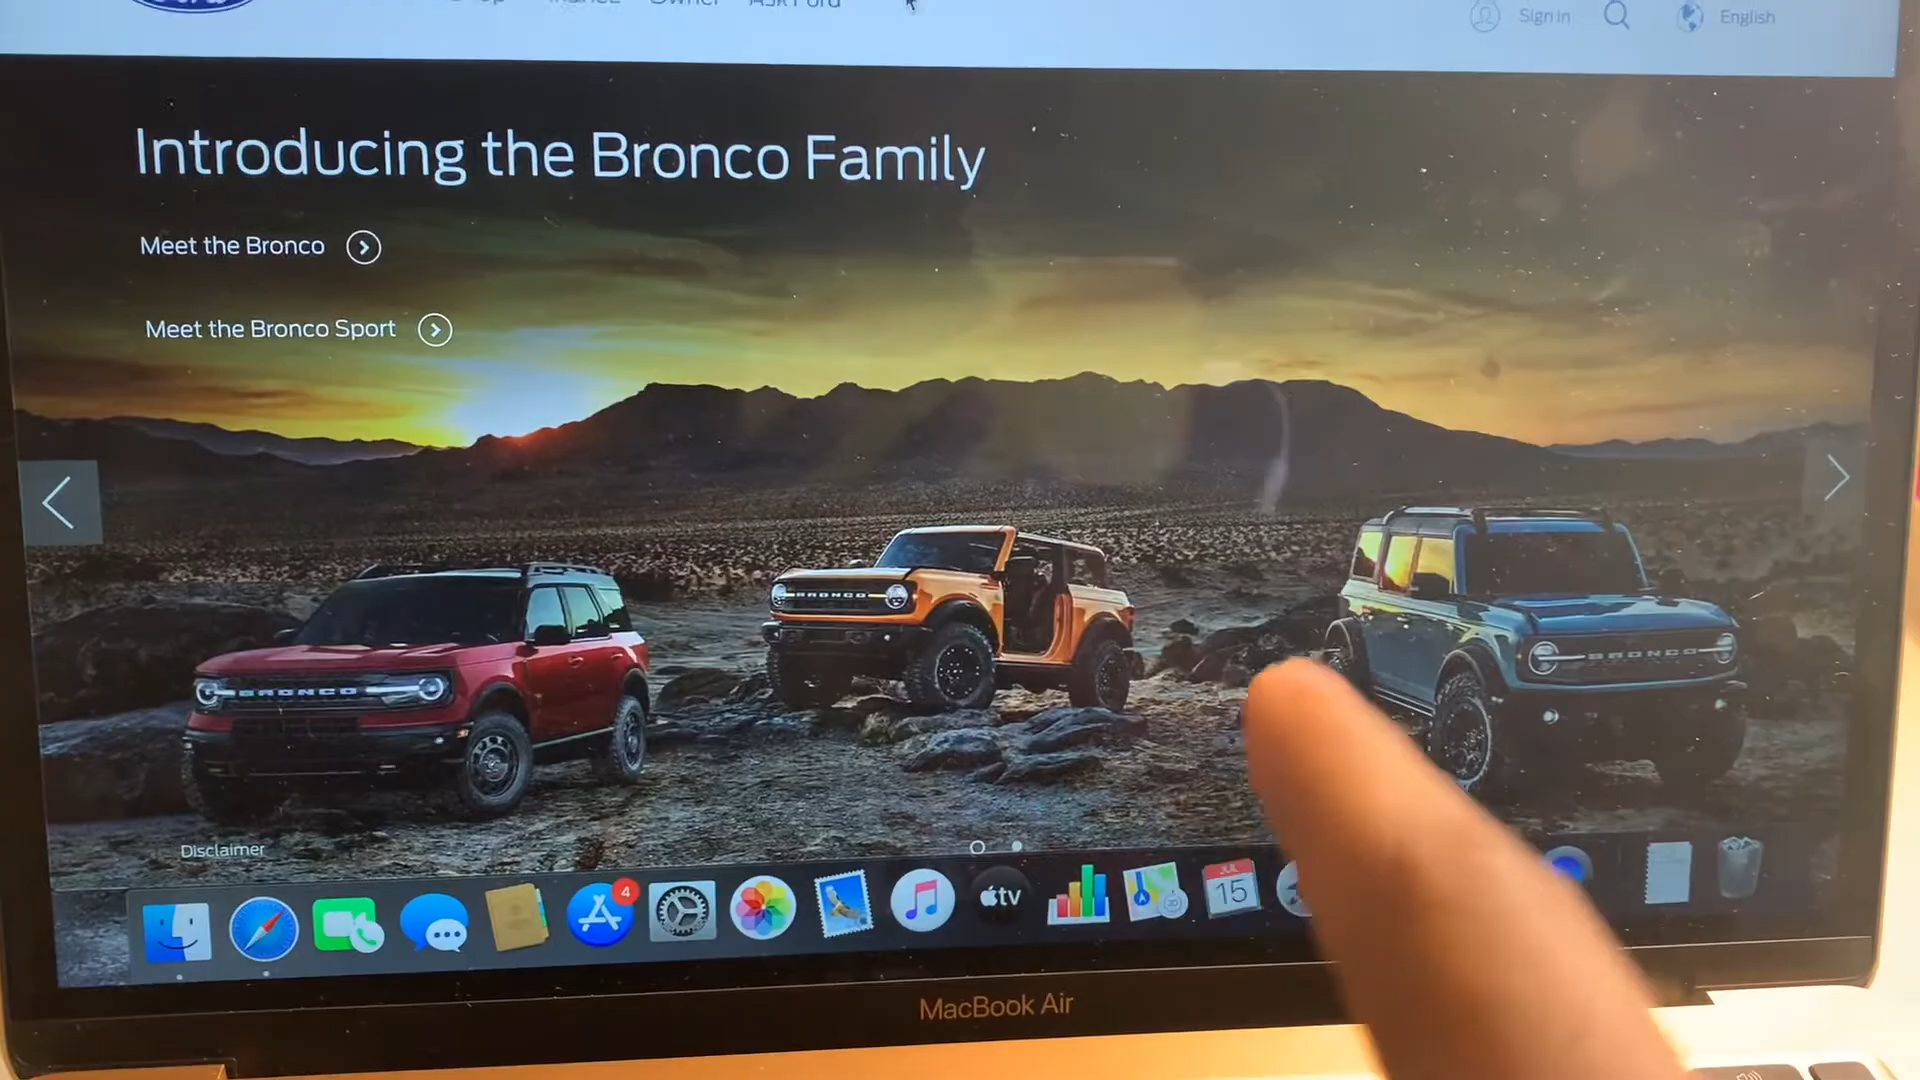 Sign in
English
Introducing the Bronco Family
Meet the Bronco
Meet the Bronco Sport
BRONCO
BRONCO
BRONCO
Disclaimer
4
tv
JUL
15
MacBook Air